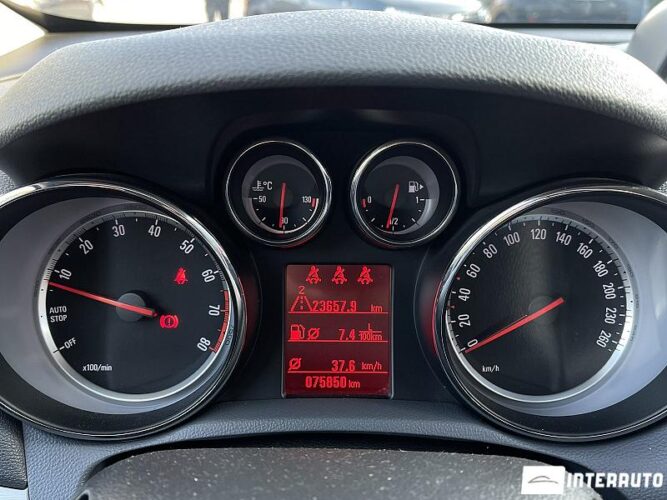 °C
50 90 130
0 1/2 1
10 20 30 40 50 60 70 80
AUTO
STOP
OFF
x100/min
2
23657.9 km
7.4 l/100km
37.6 km/h
075850 km
0 20 40 60 80 100 120 140 160 180 200 220 240 260
km/h
INTERRAUTO